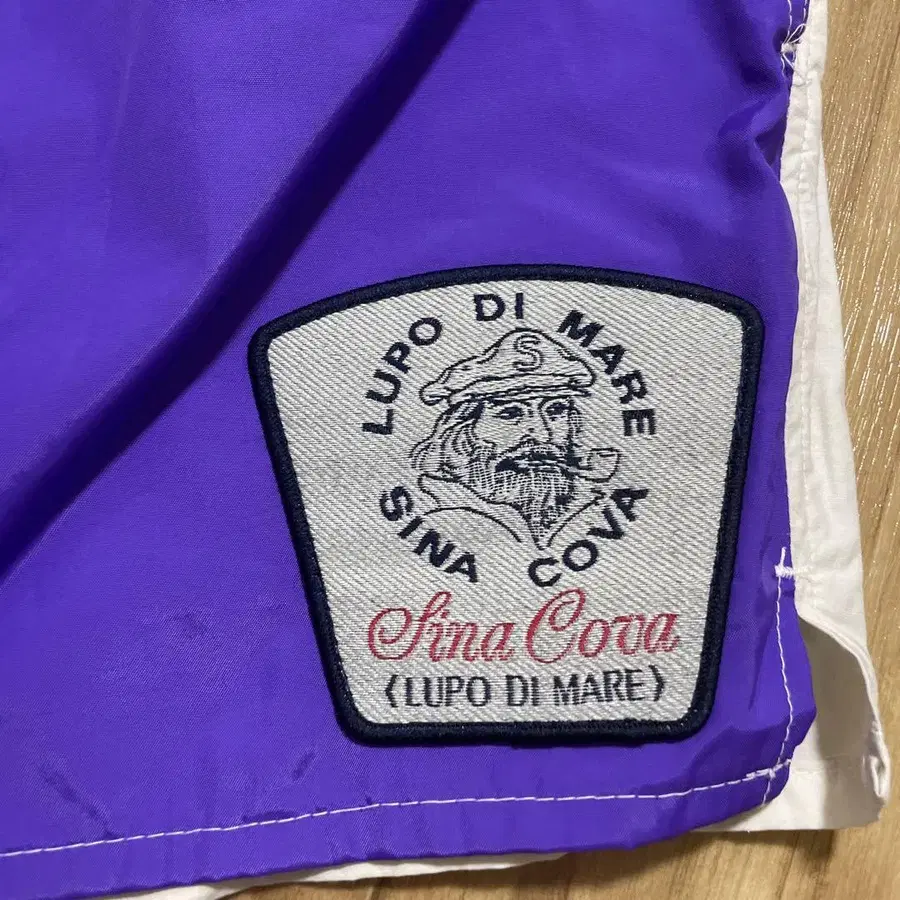 LUPO DI MARE
S
SINA COVA
Sina Cova
(LUPO DI MARE)